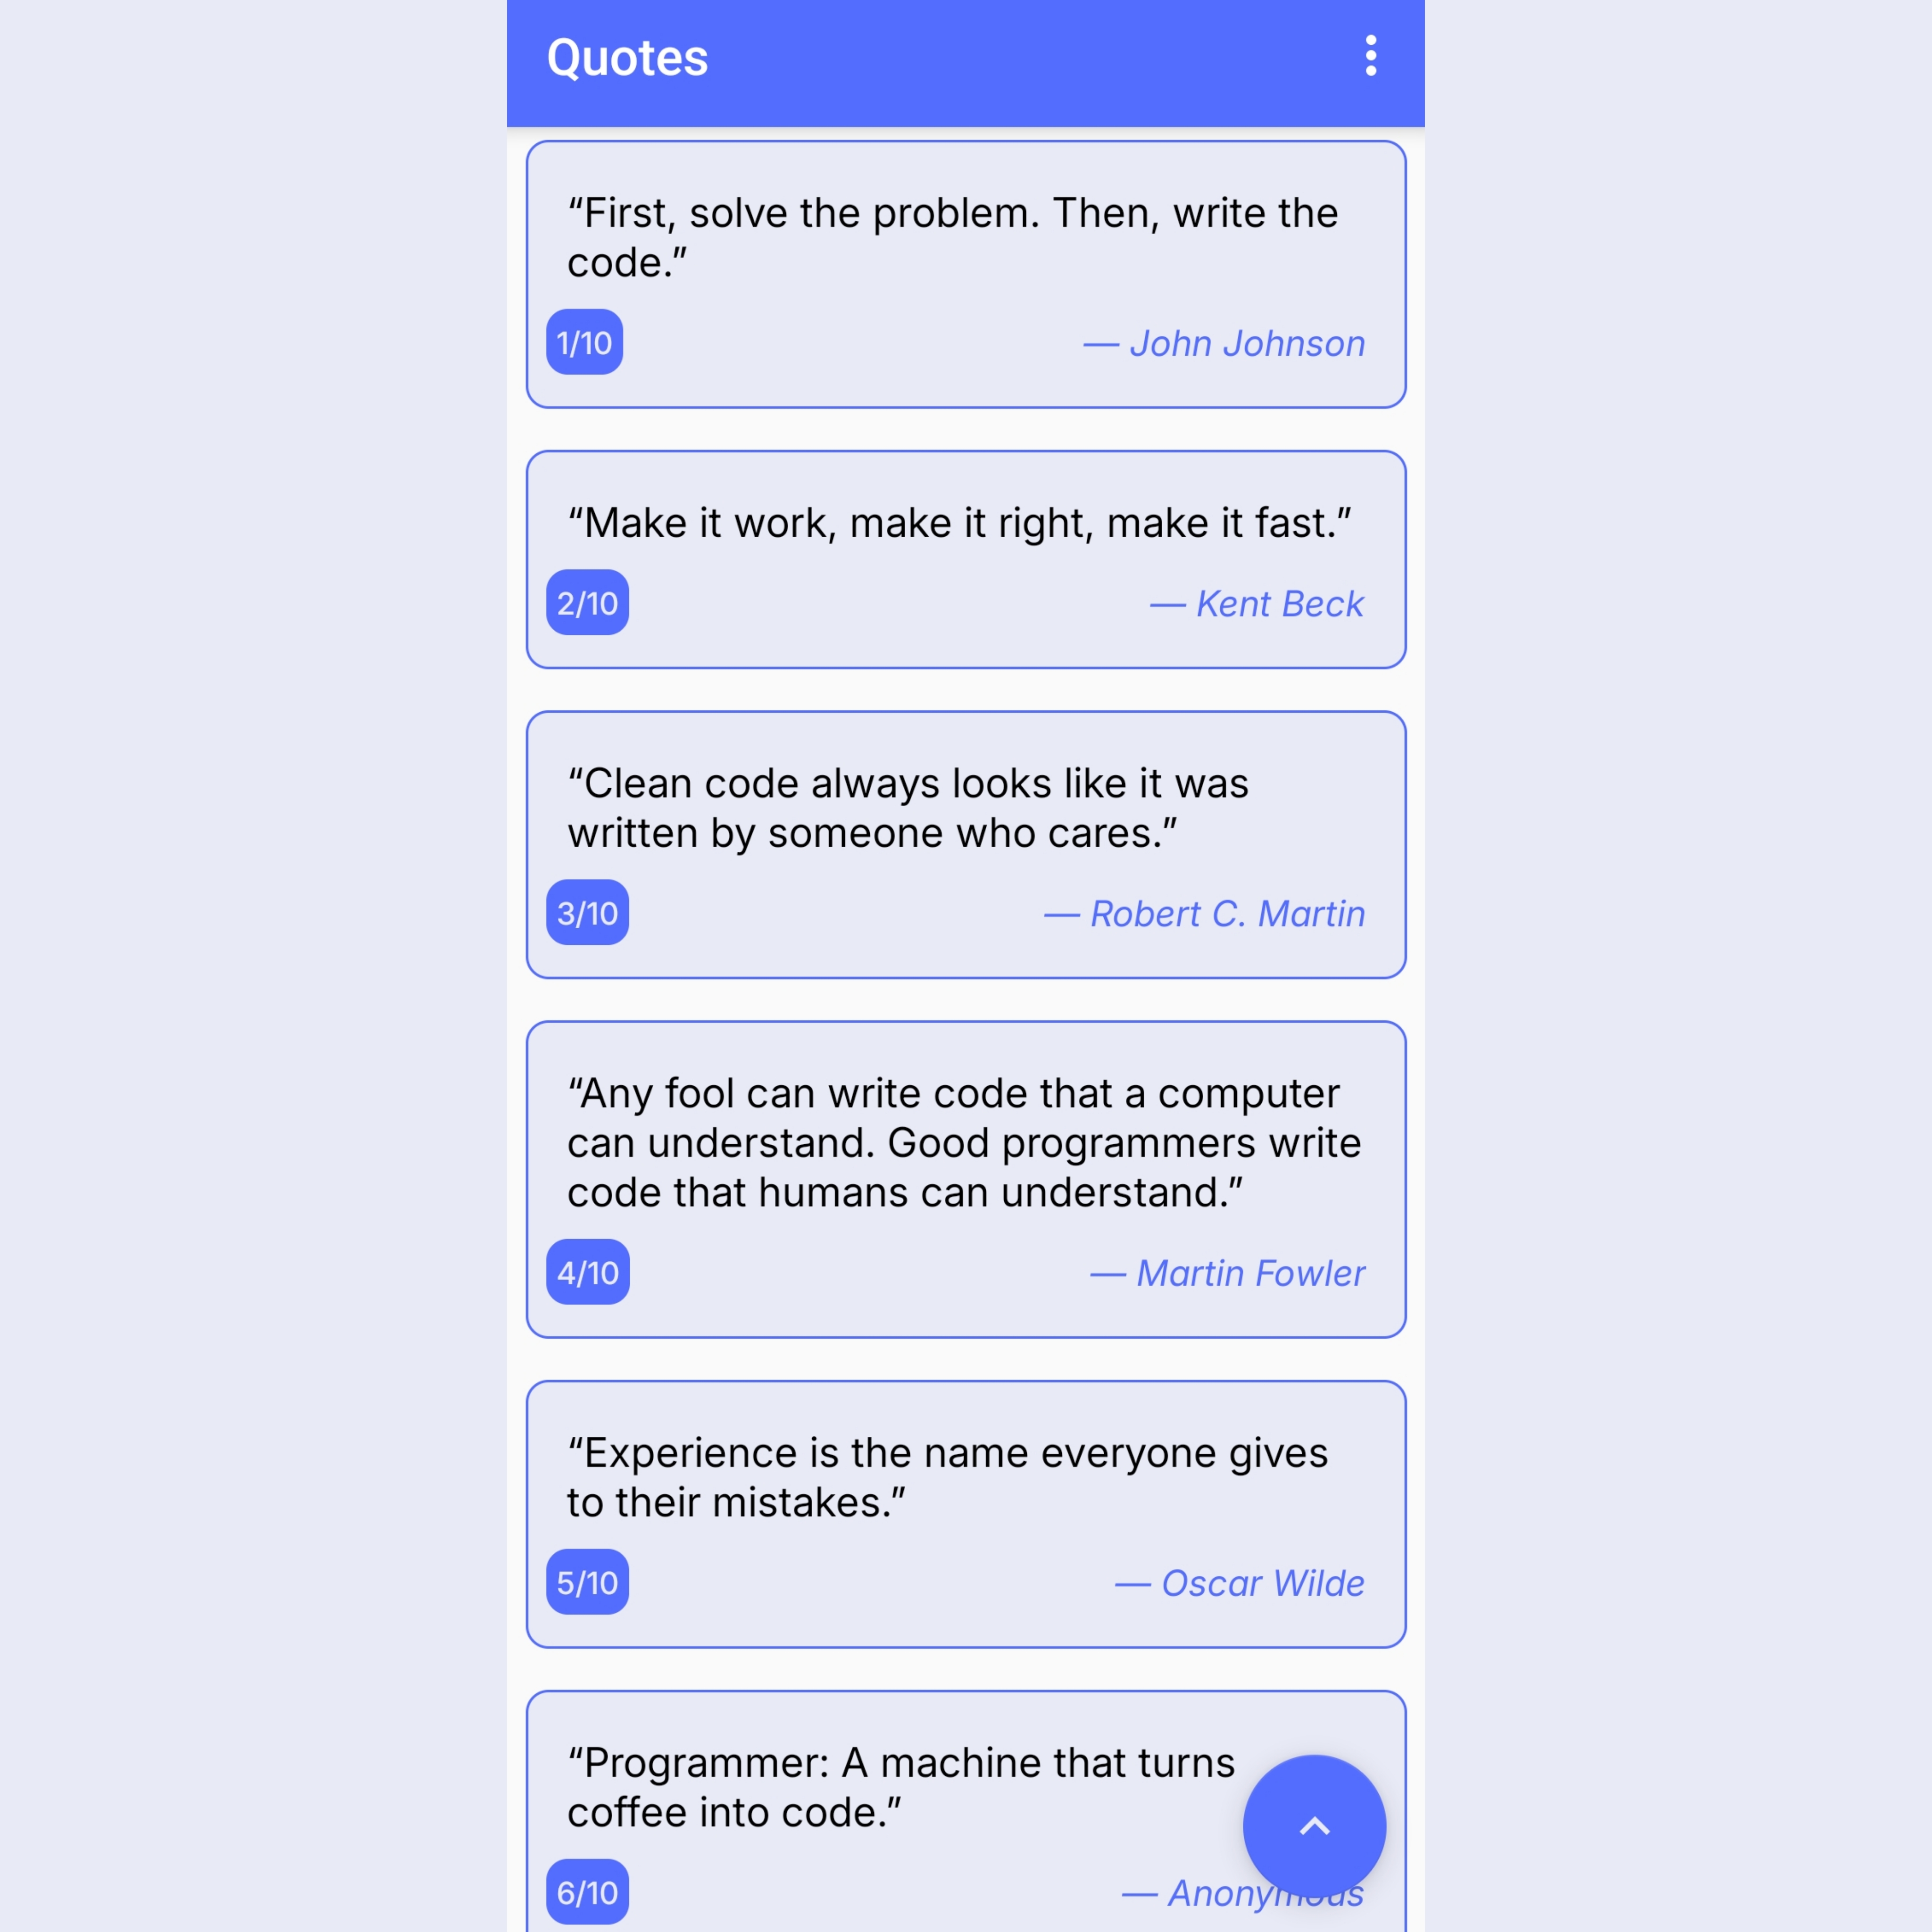 Quotes
“First, solve the problem. Then, write the
code.”
1/10
— John Johnson
“Make it work, make it right, make it fast.”
2/10
— Kent Beck
“Clean code always looks like it was
written by someone who cares.”
3/10
— Robert C. Martin
“Any fool can write code that a computer
can understand. Good programmers write
code that humans can understand.”
4/10
— Martin Fowler
“Experience is the name everyone gives
to their mistakes.”
5/10
— Oscar Wilde
“Programmer: A machine that turns
coffee into code.”
6/10
— Anonymous